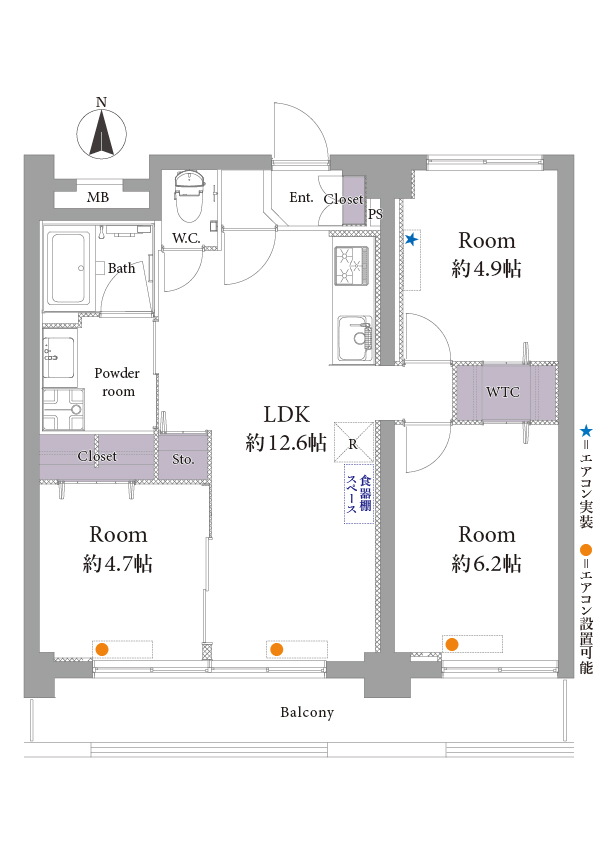 N
MB
Ent.
Closet
PS
W.C.
Bath
Room
約4.9帖
Powder
room
WTC
LDK
約12.6帖
R
Closet
Sto.
食器棚
スペース
Room
約4.7帖
Room
約6.2帖
★=エアコン実装
●=エアコン設置可能
Balcony